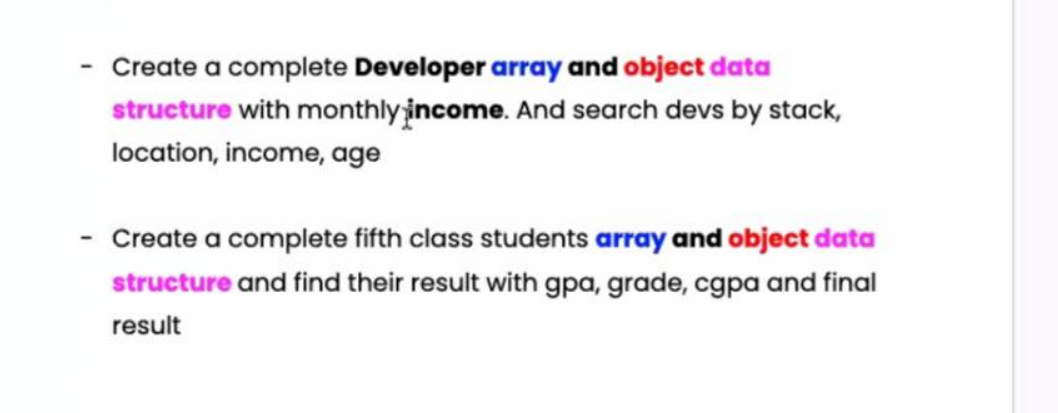 - Create a complete Developer array and object data
structure with monthly income. And search devs by stack,
location, income, age
- Create a complete fifth class students array and object data
structure and find their result with gpa, grade, cgpa and final
result